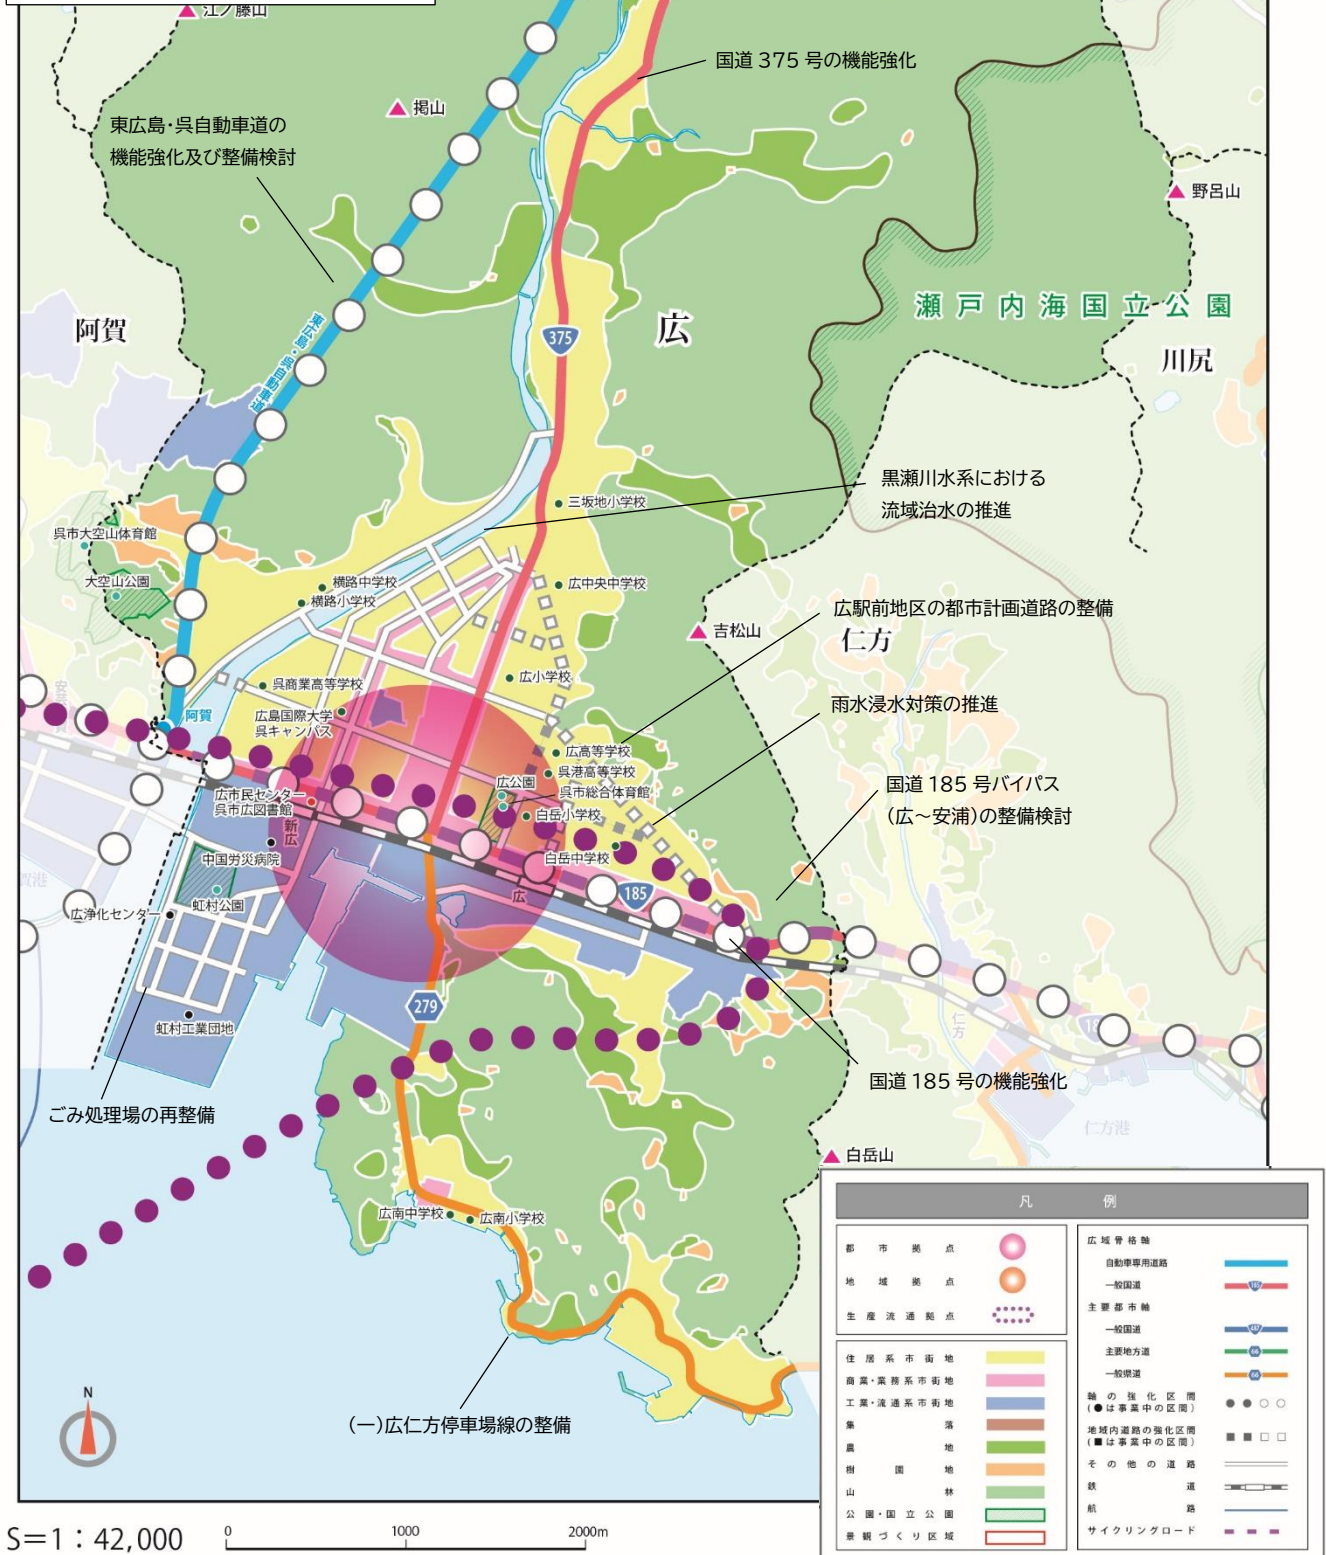 江ノ藤山
国道375号の機能強化
掲山
東広島・呉自動車道の
機能強化及び整備検討
野呂山
瀬戸内海国立公園
阿賀
広
川尻
375
東広島・呉自動車道
黒瀬川水系における
流域治水の推進
三坂地小学校
呉市大空山体育館
大空山公園
横路中学校
横路小学校
広中央中学校
広駅前地区の都市計画道路の整備
吉松山
仁方
広小学校
呉商業高等学校
雨水浸水対策の推進
阿賀
広島国際大学
呉キャンパス
広高等学校
呉港高等学校
広公園
呉市総合体育館
国道185号バイパス
(広～安浦)の整備検討
広市民センター
呉市広図書館
新広
白岳小学校
中国労災病院
白岳中学校
広
185
虹村公園
広浄化センター
279
虹村工業団地
仁方
国道185号の機能強化
ごみ処理場の再整備
仁方港
白岳山
広南中学校
広南小学校
(一)広仁方停車場線の整備
N
S＝1：42,000
0 1000 2000m
凡例
都市拠点
地域拠点
生産流通拠点
住居系市街地
商業・業務系市街地
工業・流通系市街地
集落
農地
樹園地
山林
公園・国立公園
景観づくり区域
広域骨格軸
自動車専用道路
一般国道
主要都市軸
一般国道
487
主要地方道
66
一般県道
66
軸の強化区間
(●は事業中の区間)
地域内道路の強化区間
(■は事業中の区間)
その他の道路
鉄道
航路
サイクリングロード